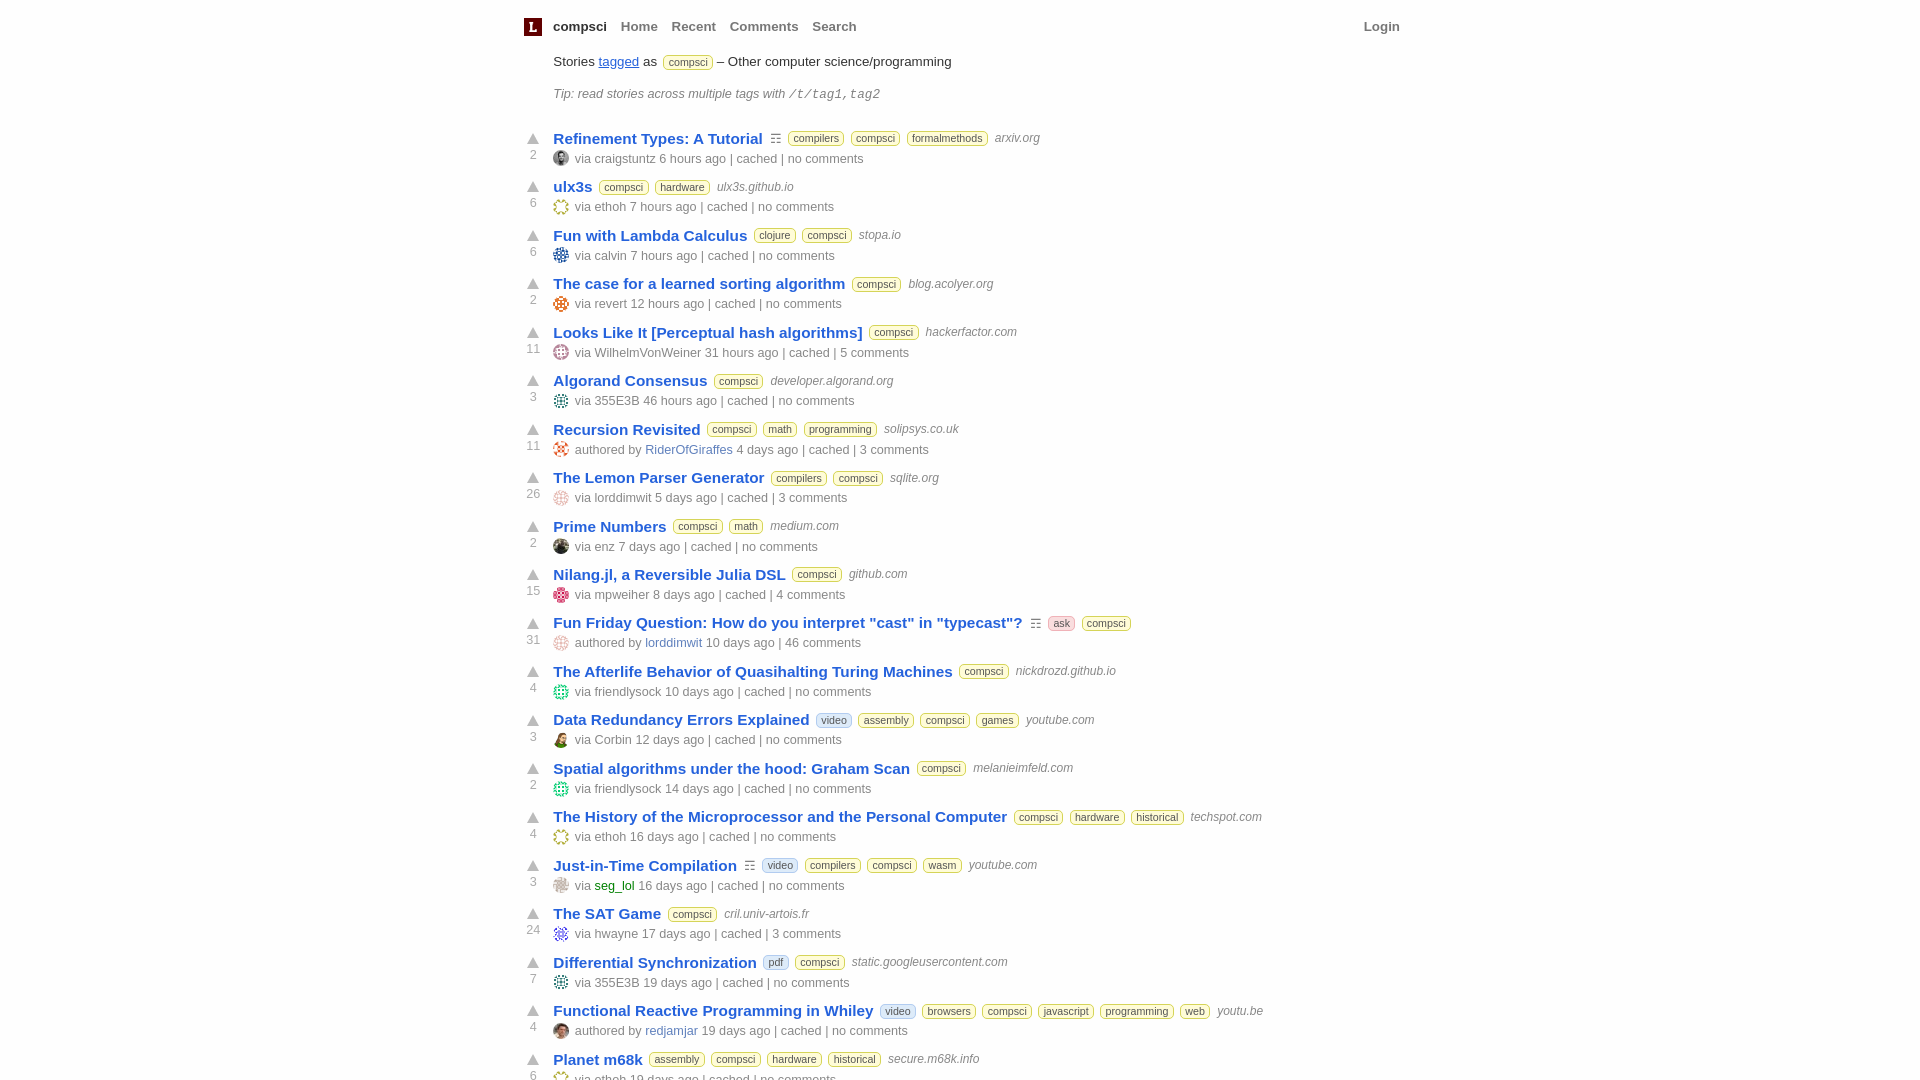 L compsci Home Recent Comments Search Login
Stories tagged as compsci – Other computer science/programming
Tip: read stories across multiple tags with /t/tag1,tag2
Refinement Types: A Tutorial ☶ compilers compsci formalmethods arxiv.org
2 via craigstuntz 6 hours ago | cached | no comments
ulx3s compsci hardware ulx3s.github.io
6 via ethoh 7 hours ago | cached | no comments
Fun with Lambda Calculus clojure compsci stopa.io
6 via calvin 7 hours ago | cached | no comments
The case for a learned sorting algorithm compsci blog.acolyer.org
2 via revert 12 hours ago | cached | no comments
Looks Like It [Perceptual hash algorithms] compsci hackerfactor.com
11 via WilhelmVonWeiner 31 hours ago | cached | 5 comments
Algorand Consensus compsci developer.algorand.org
3 via 355E3B 46 hours ago | cached | no comments
Recursion Revisited compsci math programming solipsys.co.uk
11 authored by RiderOfGiraffes 4 days ago | cached | 3 comments
The Lemon Parser Generator compilers compsci sqlite.org
26 via lorddimwit 5 days ago | cached | 3 comments
Prime Numbers compsci math medium.com
2 via enz 7 days ago | cached | no comments
Nilang.jl, a Reversible Julia DSL compsci github.com
15 via mpweiher 8 days ago | cached | 4 comments
Fun Friday Question: How do you interpret "cast" in "typecast"? ☶ ask compsci
31 authored by lorddimwit 10 days ago | 46 comments
The Afterlife Behavior of Quasihalting Turing Machines compsci nickdrozd.github.io
4 via friendlysock 10 days ago | cached | no comments
Data Redundancy Errors Explained video assembly compsci games youtube.com
3 via Corbin 12 days ago | cached | no comments
Spatial algorithms under the hood: Graham Scan compsci melanieimfeld.com
2 via friendlysock 14 days ago | cached | no comments
The History of the Microprocessor and the Personal Computer compsci hardware historical techspot.com
4 via ethoh 16 days ago | cached | no comments
Just-in-Time Compilation ☶ video compilers compsci wasm youtube.com
3 via seg_lol 16 days ago | cached | no comments
The SAT Game compsci cril.univ-artois.fr
24 via hwayne 17 days ago | cached | 3 comments
Differential Synchronization pdf compsci static.googleusercontent.com
7 via 355E3B 19 days ago | cached | no comments
Functional Reactive Programming in Whiley video browsers compsci javascript programming web youtu.be
4 authored by redjamjar 19 days ago | cached | no comments
Planet m68k assembly compsci hardware historical secure.m68k.info
6 via ethoh 19 days ago | cached | no comments